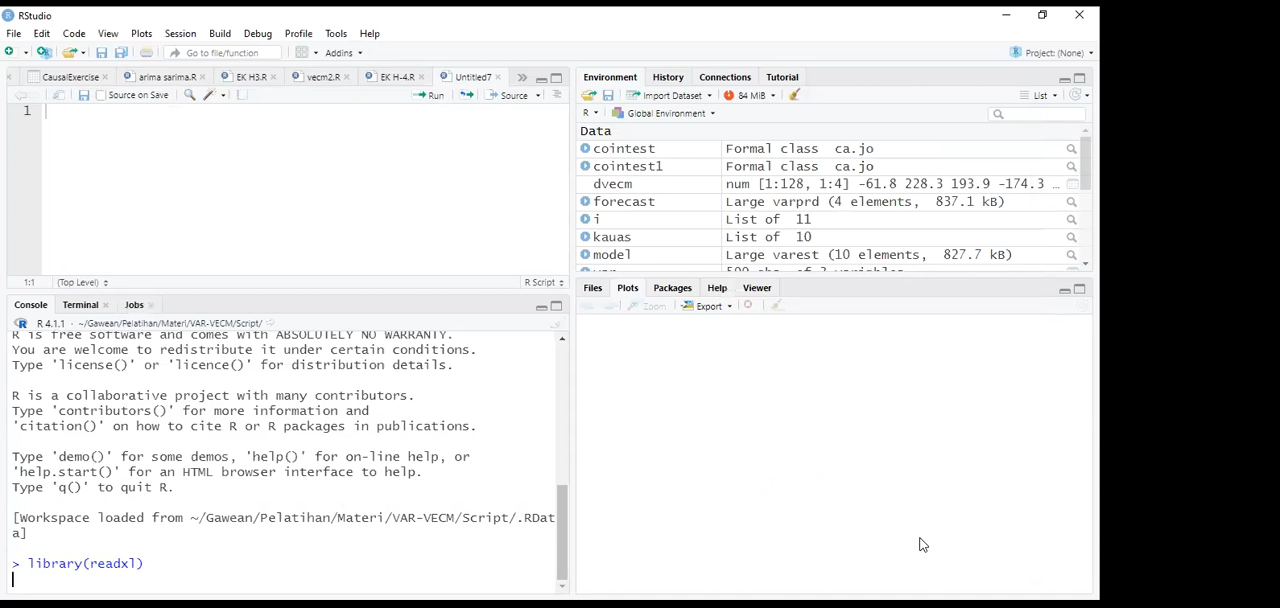 RStudio
File Edit Code View Plots Session Build Debug Profile Tools Help
Go to file/function Addins Project: (None)
CausalExercise arima sarima.R EK H3.R vecm2.R EK H-4.R Untitled7
Source on Save Run Source
1
1:1 (Top Level) R Script
Console Terminal Jobs
R 4.1.1 · ~/Gawean/Pelatihan/Materi/VAR-VECM/Script/
R is free software and comes with ABSOLUTELY NO WARRANTY.
You are welcome to redistribute it under certain conditions.
Type 'license()' or 'licence()' for distribution details.
R is a collaborative project with many contributors.
Type 'contributors()' for more information and
'citation()' on how to cite R or R packages in publications.
Type 'demo()' for some demos, 'help()' for on-line help, or
'help.start()' for an HTML browser interface to help.
Type 'q()' to quit R.
[Workspace loaded from ~/Gawean/Pelatihan/Materi/VAR-VECM/Script/.RDat
a]
> library(readxl)
Environment History Connections Tutorial
Import Dataset 84 MiB List
R Global Environment
Data
cointest Formal class ca.jo
cointest1 Formal class ca.jo
dvecm num [1:128, 1:4] -61.8 228.3 193.9 -174.3 ...
forecast Large varprd (4 elements, 837.1 kB)
i List of 11
kauas List of 10
model Large varest (10 elements, 827.7 kB)
Files Plots Packages Help Viewer
Zoom Export